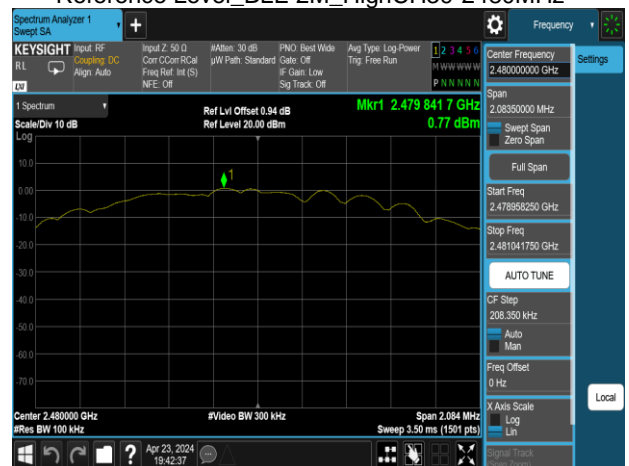 Reference Level_BLE 2M_HighCH39-2480MHz
Spectrum Analyzer 1
Swept SA
+
Frequency
KEYSIGHT
RL
LXI
Input: RF
Coupling: DC
Align: Auto
Input Z: 50 Ω
Corr CCorr RCal
Freq Ref: Int (S)
NFE: Off
#Atten: 30 dB
µW Path: Standard
PNO: Best Wide
Gate: Off
IF Gain: Low
Sig Track: Off
Avg Type: Log-Power
Trig: Free Run
1 2 3 4 5 6
M W W W W W
P N N N N N
1 Spectrum
Scale/Div 10 dB
Log
Ref Lvl Offset 0.94 dB
Ref Level 20.00 dBm
Mkr1 2.479 841 7 GHz
0.77 dBm
1
10.0
0.00
-10.0
-20.0
-30.0
-40.0
-50.0
-60.0
-70.0
Center 2.480000 GHz
#Res BW 100 kHz
#Video BW 300 kHz
Span 2.084 MHz
Sweep 3.50 ms (1501 pts)
Center Frequency
2.480000000 GHz
Span
2.08350000 MHz
Swept Span
Zero Span
Full Span
Start Freq
2.478958250 GHz
Stop Freq
2.481041750 GHz
AUTO TUNE
CF Step
208.350 kHz
Auto
Man
Freq Offset
0 Hz
X Axis Scale
Log
Lin
Signal Track
(Span Zoom)
Settings
Local
?
Apr 23, 2024
19:42:37